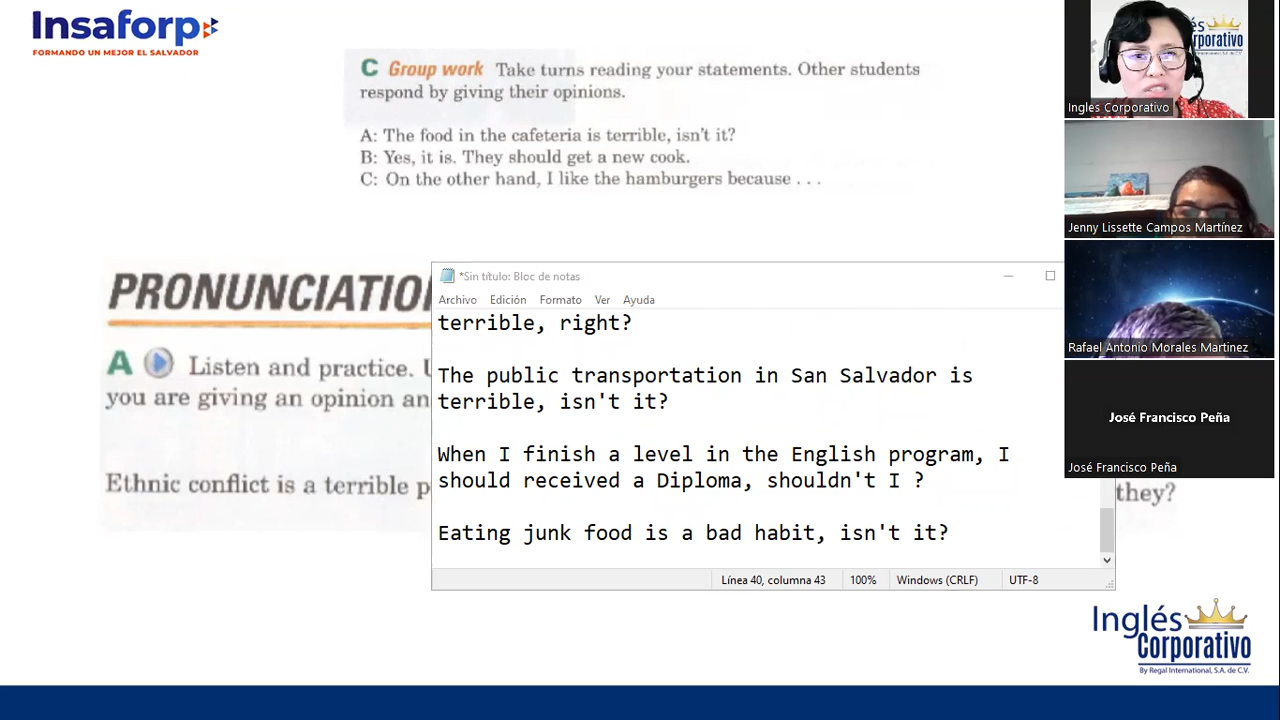 Insaforp
FORMANDO UN MEJOR EL SALVADOR
C Group work Take turns reading your statements. Other students
respond by giving their opinions.
A: The food in the cafeteria is terrible, isn't it?
B: Yes, it is. They should get a new cook.
C: On the other hand, I like the hamburgers because . . .
PRONUNCIATIO
A Listen and practice.
you are giving an opinion an
Ethnic conflict is a terrible p
they?
*Sin título: Bloc de notas
Archivo Edición Formato Ver Ayuda
terrible, right?
The public transportation in San Salvador is
terrible, isn't it?
When I finish a level in the English program, I
should received a Diploma, shouldn't I ?
Eating junk food is a bad habit, isn't it?
Línea 40, columna 43 100% Windows (CRLF) UTF-8
Ingles Corporativo
Jenny Lissette Campos Martínez
Rafael Antonio Morales Martinez
José Francisco Peña
José Francisco Peña
Inglés
Corporativo
By Regal International, S.A. de C.V.